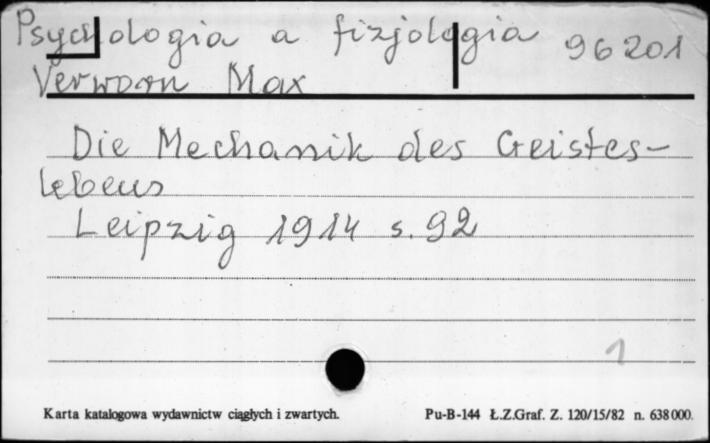 Psychologia a fizjologia 96201
Verworn Max
Die Mechanik des Geistes-
lebens
Leipzig 1914 s. 92
1
Karta katalogowa wydawnictw ciągłych i zwartych. Pu-B-144 Ł.Z.Graf. Z. 120/15/82 n. 638000.